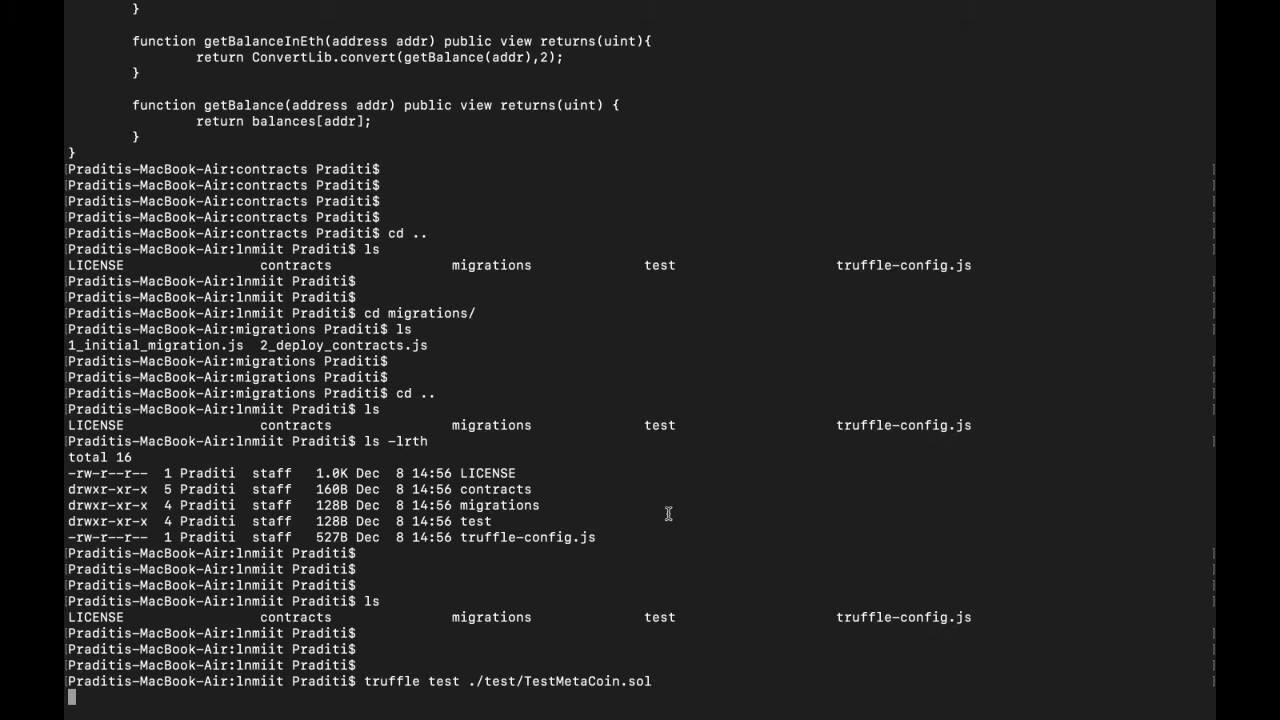 }
function getBalanceInEth(address addr) public view returns(uint){
return ConvertLib.convert(getBalance(addr),2);
}
function getBalance(address addr) public view returns(uint) {
return balances[addr];
}
}
Praditis-MacBook-Air:contracts Praditi$
Praditis-MacBook-Air:contracts Praditi$
Praditis-MacBook-Air:contracts Praditi$
Praditis-MacBook-Air:contracts Praditi$
Praditis-MacBook-Air:contracts Praditi$ cd ..
Praditis-MacBook-Air:lnmiit Praditi$ ls
LICENSE contracts migrations test truffle-config.js
Praditis-MacBook-Air:lnmiit Praditi$
Praditis-MacBook-Air:lnmiit Praditi$
Praditis-MacBook-Air:lnmiit Praditi$ cd migrations/
Praditis-MacBook-Air:migrations Praditi$ ls
1_initial_migration.js 2_deploy_contracts.js
Praditis-MacBook-Air:migrations Praditi$
Praditis-MacBook-Air:migrations Praditi$
Praditis-MacBook-Air:migrations Praditi$ cd ..
Praditis-MacBook-Air:lnmiit Praditi$ ls
LICENSE contracts migrations test truffle-config.js
Praditis-MacBook-Air:lnmiit Praditi$ ls -lrth
total 16
-rw-r--r-- 1 Praditi staff 1.0K Dec 8 14:56 LICENSE
drwxr-xr-x 5 Praditi staff 160B Dec 8 14:56 contracts
drwxr-xr-x 4 Praditi staff 128B Dec 8 14:56 migrations
drwxr-xr-x 4 Praditi staff 128B Dec 8 14:56 test
-rw-r--r-- 1 Praditi staff 527B Dec 8 14:56 truffle-config.js
Praditis-MacBook-Air:lnmiit Praditi$
Praditis-MacBook-Air:lnmiit Praditi$
Praditis-MacBook-Air:lnmiit Praditi$
Praditis-MacBook-Air:lnmiit Praditi$ ls
LICENSE contracts migrations test truffle-config.js
Praditis-MacBook-Air:lnmiit Praditi$
Praditis-MacBook-Air:lnmiit Praditi$
Praditis-MacBook-Air:lnmiit Praditi$
Praditis-MacBook-Air:lnmiit Praditi$ truffle test ./test/TestMetaCoin.sol